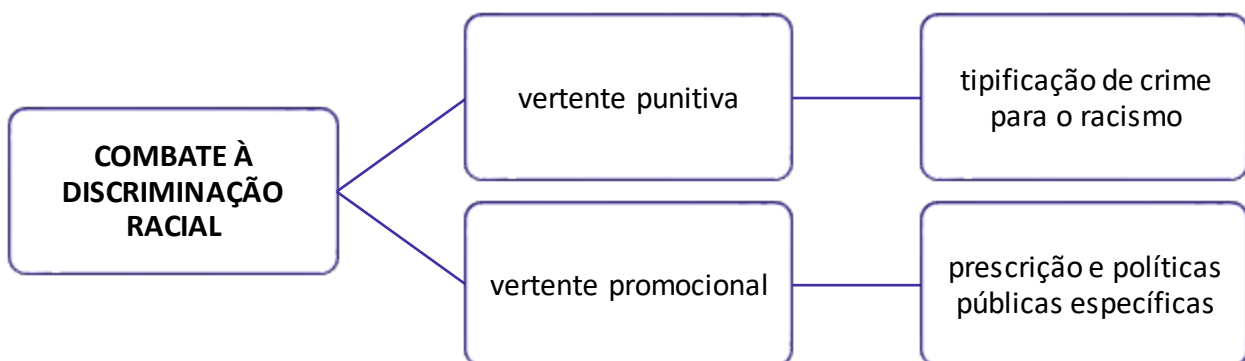 COMBATE À
DISCRIMINAÇÃO
RACIAL
vertente punitiva
tipificação de crime
para o racismo
vertente promocional
prescrição e políticas
públicas específicas